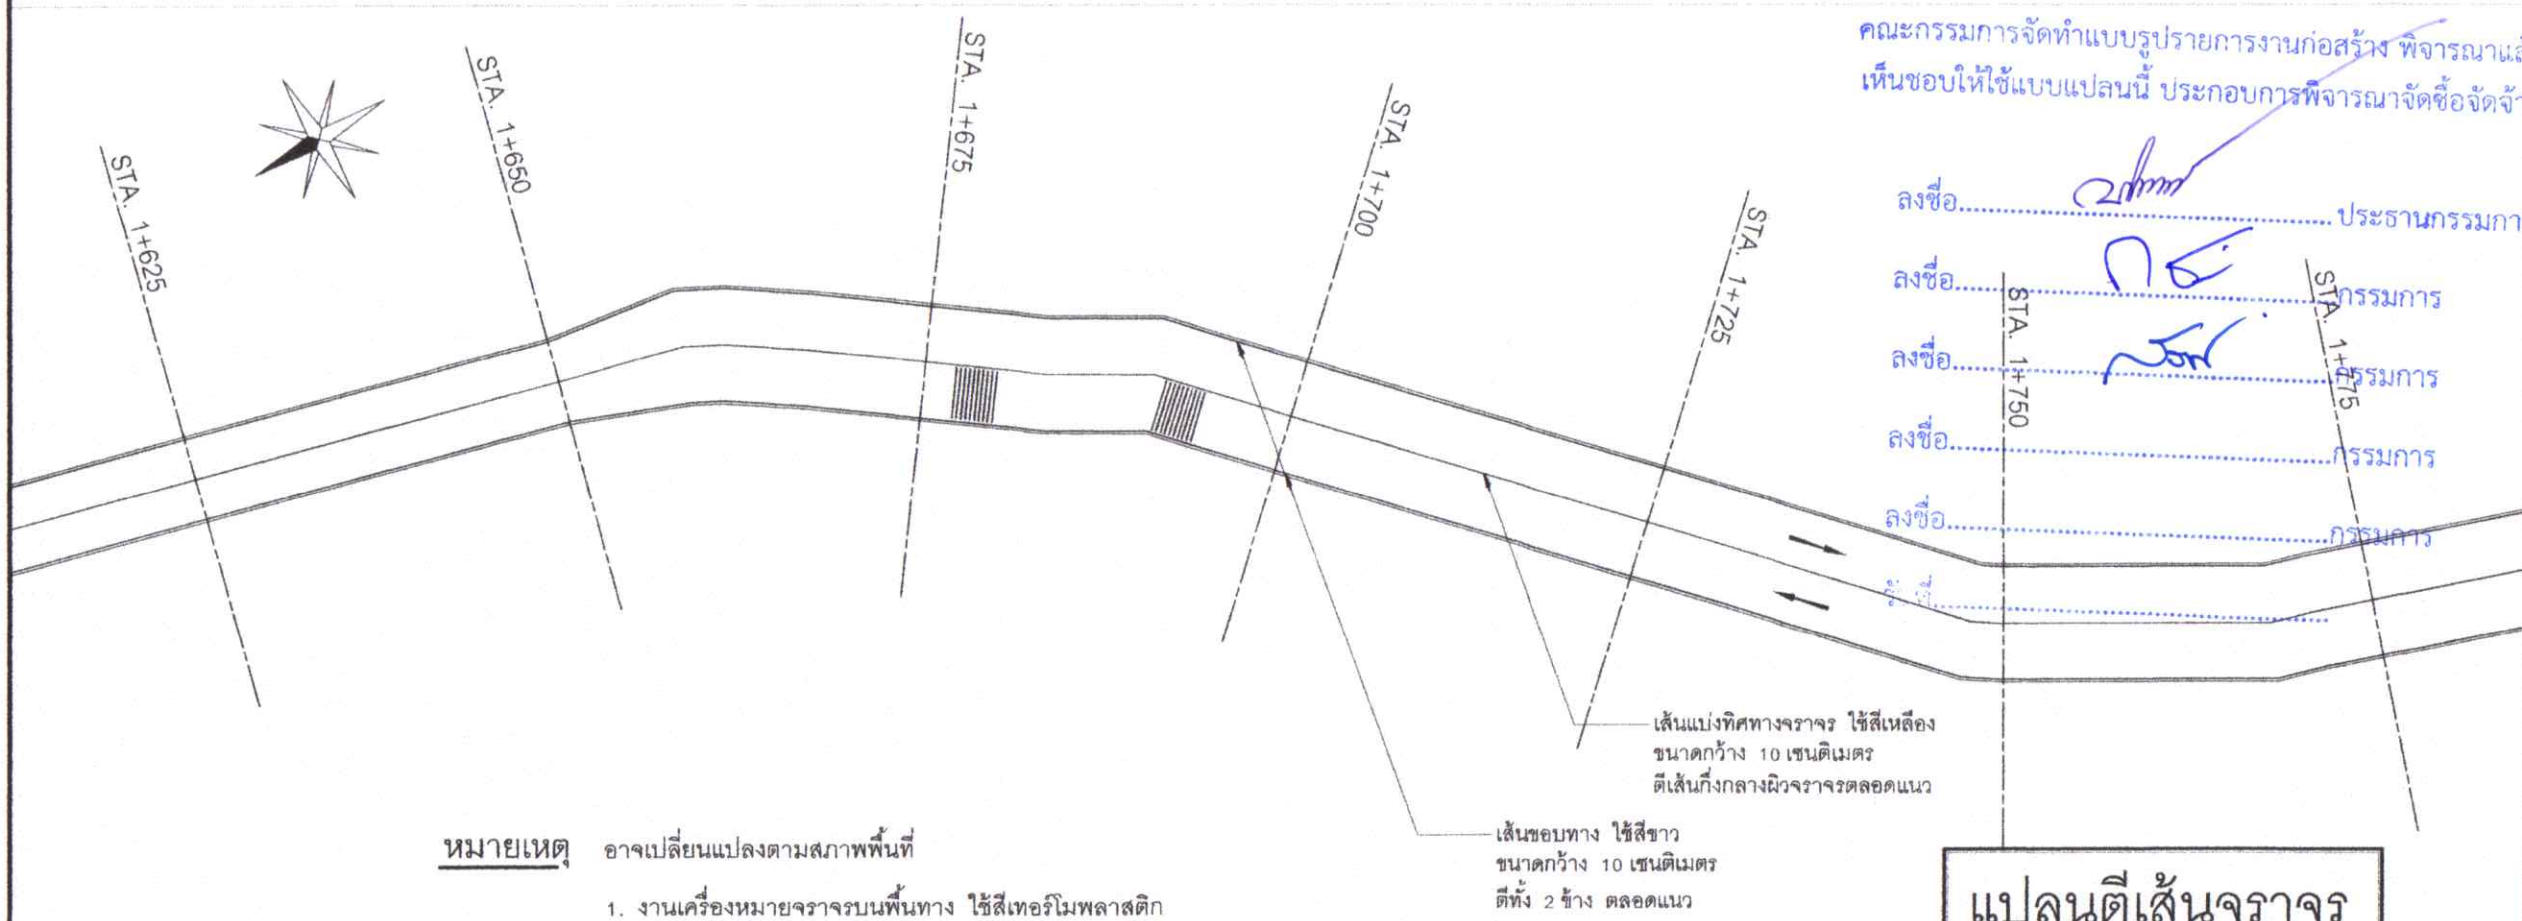 คณะกรรมการจัดทำแบบรูปรายการงานก่อสร้าง
เห็นชอบให้ใช้แบบแปลนนี้ ประกอบการพิจารณาจัดซื้อจัดจ้า
ลงชื่อ..............................ประธานกรรมกา
ลงชื่อ..............................กรรมการ
ลงชื่อ..............................กรรมการ
ลงชื่อ..............................กรรมการ
ลงชื่อ..............................กรรมการ
STA. 1+625
STA. 1+650
STA. 1+675
STA. 1+700
STA. 1+725
STA. 1+750
STA. 1+775
เส้นแบ่งทิศทางจราจร ใช้สีเหลือง
ขนาดกว้าง 10 เซนติเมตร
ตีเส้นกึ่งกลางผิวจราจรตลอดแนว
เส้นขอบทาง ใช้สีขาว
ขนาดกว้าง 10 เซนติเมตร
ตีทั้ง 2 ข้าง ตลอดแนว
หมายเหตุ อาจเปลี่ยนแปลงตามสภาพพื้นที่
1. งานเครื่องหมายจราจรบนพื้นทาง ใช้สีเทอร์โมพลาสติก
แปลนตีเส้นจราจร